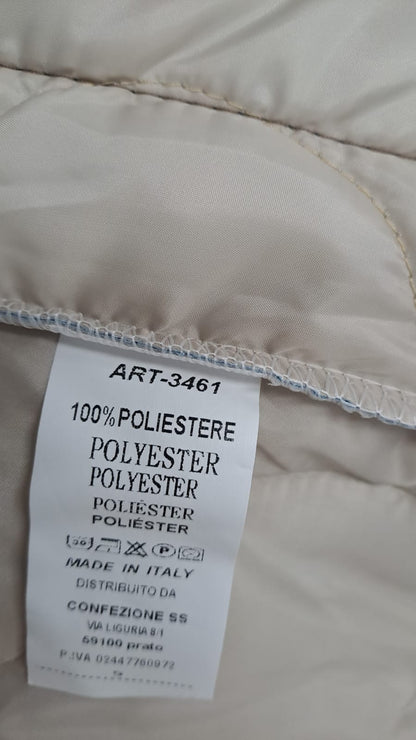 ART-3461
100%POLIESTERE
POLYESTER
POLYESTER
POLIÉSTER
POLIÉSTER
MADE IN ITALY
DISTRIBUITO DA
CONFEZIONE SS
VIA LIGURIA 8/1
59100 prato
P.IVA 02447760972